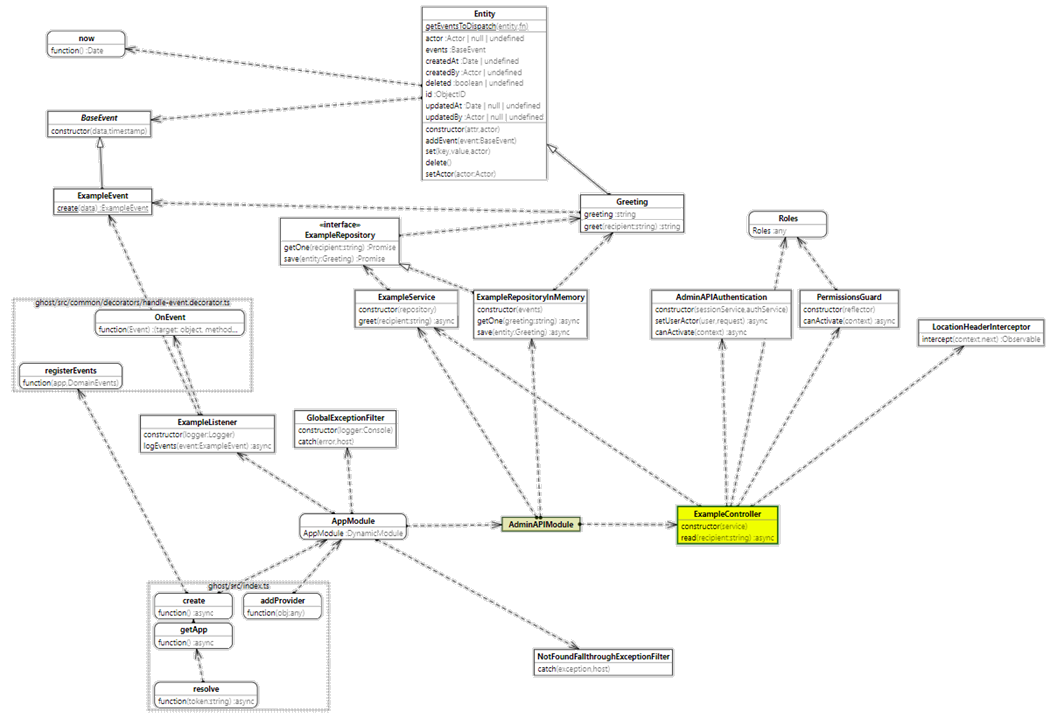 Entity
getEventsToDispatch(entity,fn)
actor :Actor | null | undefined
events :BaseEvent
createdAt :Date | undefined
createdBy :Actor | undefined
deleted :boolean | undefined
id :ObjectID
updatedAt :Date | null | undefined
updatedBy :Actor | null | undefined
constructor(attr,actor)
addEvent(event:BaseEvent)
set(key,value,actor)
delete()
setActor(actor:Actor)
now
function() :Date
BaseEvent
constructor(data,timestamp)
ExampleEvent
create(data) :ExampleEvent
Greeting
greeting :string
greet(recipient:string) :string
«interface»
ExampleRepository
getOne(recipient:string) :Promise
save(entity:Greeting) :Promise
Roles
Roles :any
ExampleService
constructor(repository)
greet(recipient:string) :async
ExampleRepositoryInMemory
constructor(events)
getOne(greeting:string) :async
save(entity:Greeting) :async
AdminAPIAuthentication
constructor(sessionService,authService)
setUserActor(user,request) :async
canActivate(context) :async
PermissionsGuard
constructor(reflector)
canActivate(context) :async
LocationHeaderInterceptor
intercept(context,next) :Observable
ghost/src/common/decorators/handle-event.decorator.ts
OnEvent
function(Event) :(target: object, method...
registerEvents
function(app,DomainEvents)
ExampleListener
constructor(logger:Logger)
logEvents(event:ExampleEvent) :async
GlobalExceptionFilter
constructor(logger:Console)
catch(error,host)
AppModule
AppModule :DynamicModule
AdminAPIModule
ExampleController
constructor(service)
read(recipient:string) :async
ghost/src/index.ts
create
function() :async
addProvider
function(obj:any)
getApp
function() :async
resolve
function(token:string) :async
NotFoundFallthroughExceptionFilter
catch(exception,host)